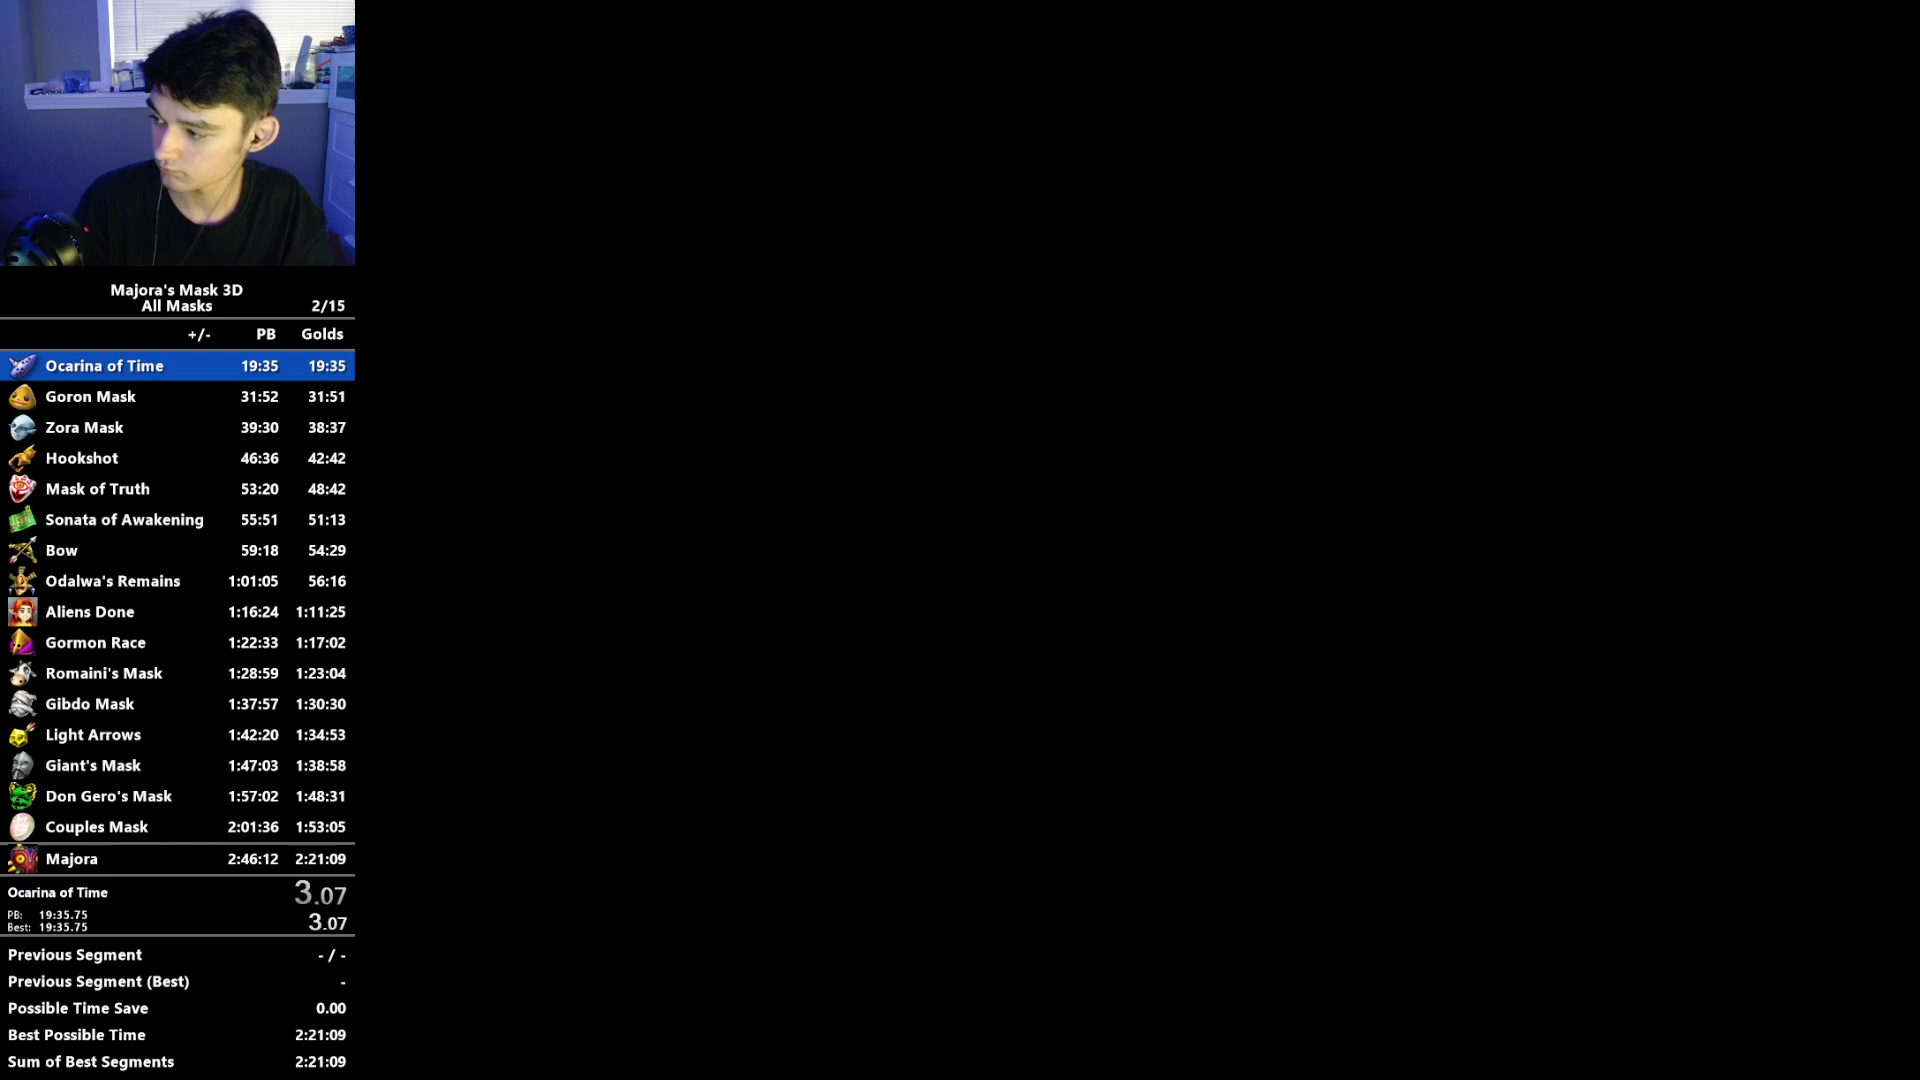 Majora's Mask 3D
All Masks 2/15
+/- PB Golds
Ocarina of Time 19:35 19:35
Goron Mask 31:52 31:51
Zora Mask 39:30 38:37
Hookshot 46:36 42:42
Mask of Truth 53:20 48:42
Sonata of Awakening 55:51 51:13
Bow 59:18 54:29
Odalwa's Remains 1:01:05 56:16
Aliens Done 1:16:24 1:11:25
Gormon Race 1:22:33 1:17:02
Romaini's Mask 1:28:59 1:23:04
Gibdo Mask 1:37:57 1:30:30
Light Arrows 1:42:20 1:34:53
Giant's Mask 1:47:03 1:38:58
Don Gero's Mask 1:57:02 1:48:31
Couples Mask 2:01:36 1:53:05
Majora 2:46:12 2:21:09
Ocarina of Time 3.07
PB: 19:35.75
Best: 19:35.75 3.07
Previous Segment - / -
Previous Segment (Best) -
Possible Time Save 0.00
Best Possible Time 2:21:09
Sum of Best Segments 2:21:09